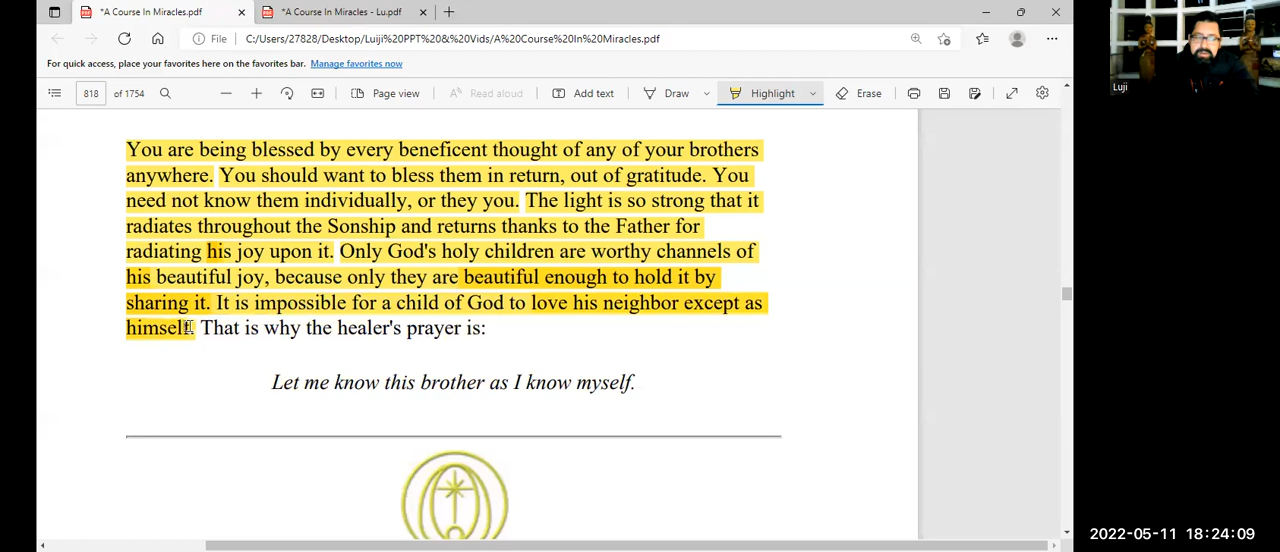 *A Course In Miracles.pdf
*A Course In Miracles - Lu.pdf
File C:/Users/27828/Desktop/Luiji%20PPT%20&%20Vids/A%20Course%20In%20Miracles.pdf
For quick access, place your favorites here on the favorites bar. Manage favorites now
818 of 1754 Page view Read aloud Add text Draw Highlight Erase
You are being blessed by every beneficent thought of any of your brothers
anywhere. You should want to bless them in return, out of gratitude. You
need not know them individually, or they you. The light is so strong that it
radiates throughout the Sonship and returns thanks to the Father for
radiating his joy upon it. Only God's holy children are worthy channels of
his beautiful joy, because only they are beautiful enough to hold it by
sharing it. It is impossible for a child of God to love his neighbor except as
himself. That is why the healer's prayer is:
Let me know this brother as I know myself.
Luji
2022-05-11 18:24:09